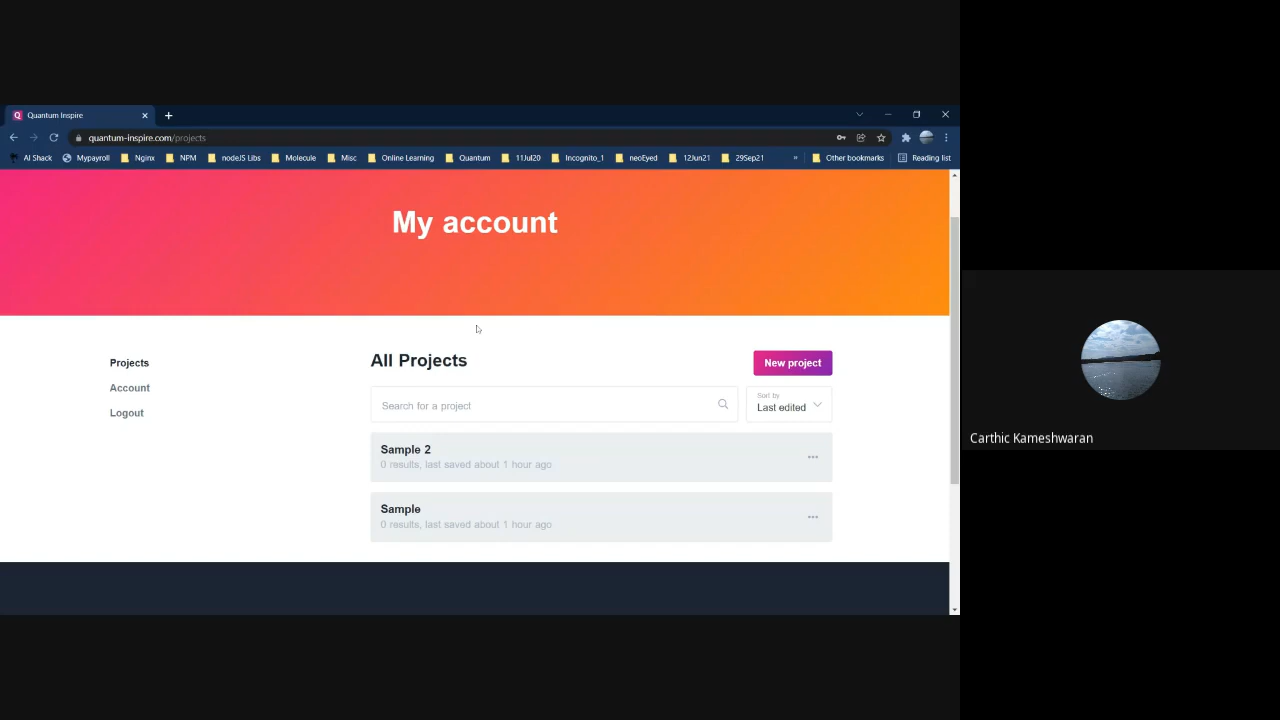 Quantum Inspire
quantum-inspire.com/projects
AI Shack Mypayroll Nginx NPM nodeJS Libs Molecule Misc Online Learning Quantum 11Jul20 Incognito_1 neoEyed 12Jun21 29Sep21 » Other bookmarks Reading list
My account
Projects
Account
Logout
All Projects
New project
Search for a project
Sort by
Last edited
Sample 2
0 results, last saved about 1 hour ago
Sample
0 results, last saved about 1 hour ago
Carthic Kameshwaran